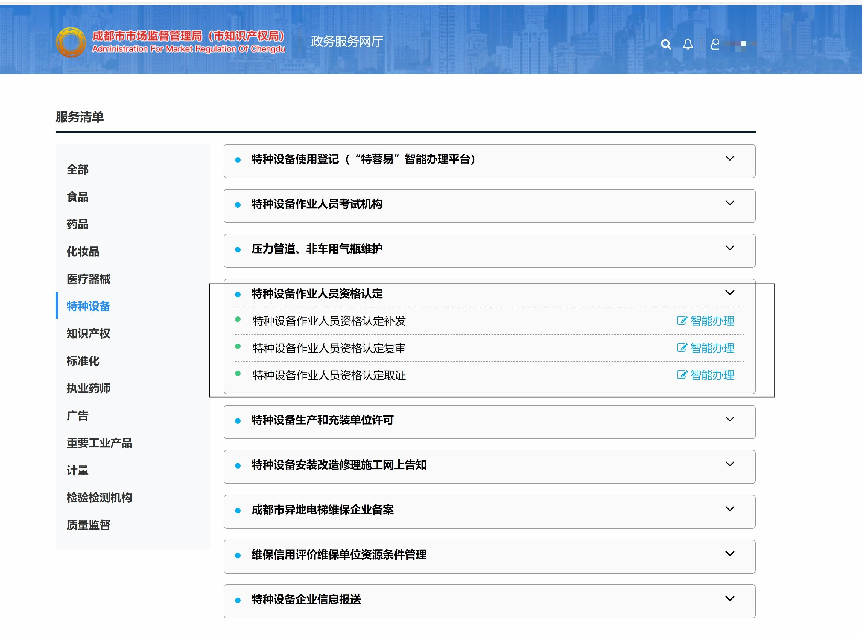 成都市市场监督管理局（市知识产权局）
Administration For Market Regulation Of Chengdu
政务服务网厅
服务清单
全部
食品
药品
化妆品
医疗器械
特种设备
知识产权
标准化
执业药师
广告
重要工业产品
计量
检验检测机构
质量监督
特种设备使用登记（“特蓉易”智能办理平台）
特种设备作业人员考试机构
压力管道、非车用气瓶维护
特种设备作业人员资格认定
特种设备作业人员资格认定补发 智能办理
特种设备作业人员资格认定复审 智能办理
特种设备作业人员资格认定取证 智能办理
特种设备生产和充装单位许可
特种设备安装改造修理施工网上告知
成都市异地电梯维保企业备案
维保信用评价维保单位资源条件管理
特种设备企业信息报送